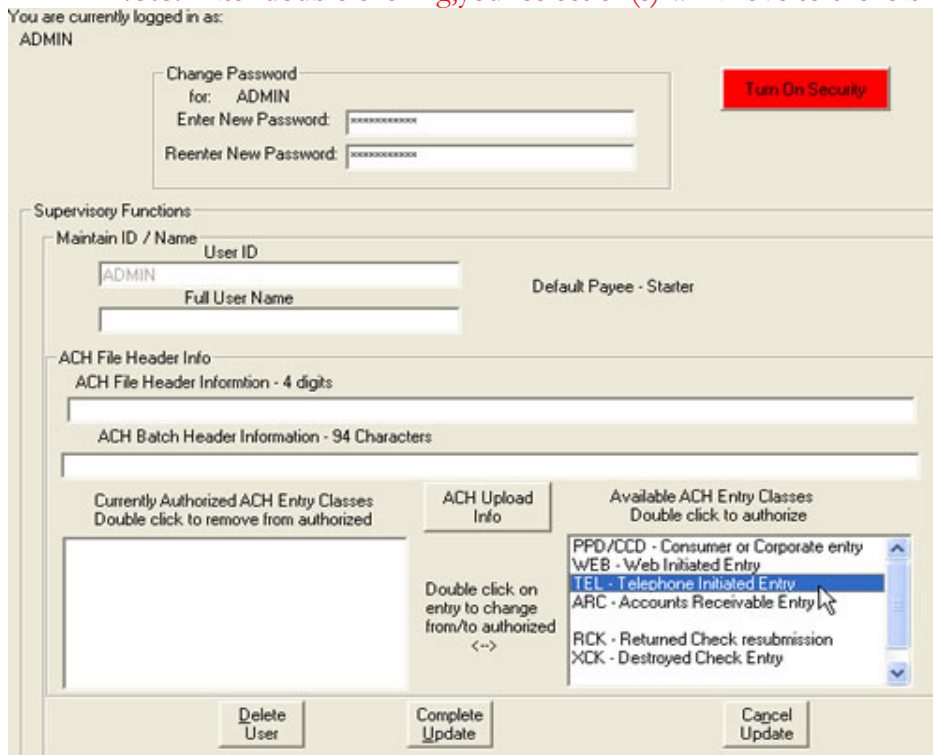 You are currently logged in as:
ADMIN
Change Password
for: ADMIN
Turn On Security
Enter New Password: xxxxxxxxxxx
Reenter New Password: xxxxxxxxxxx
Supervisory Functions
Maintain ID / Name
User ID
ADMIN
Default Payee - Starter
Full User Name
ACH File Header Info
ACH File Header Informtion - 4 digits
ACH Batch Header Information - 94 Characters
Currently Authorized ACH Entry Classes
Double click to remove from authorized
ACH Upload
Info
Available ACH Entry Classes
Double click to authorize
PPD/CCD - Consumer or Corporate entry
WEB - Web Initiated Entry
TEL - Telephone Initiated Entry
ARC - Accounts Receivable Entry
RCK - Returned Check resubmission
XCK - Destroyed Check Entry
Double click on
entry to change
from/to authorized
<-->
Delete
User
Complete
Update
Cancel
Update